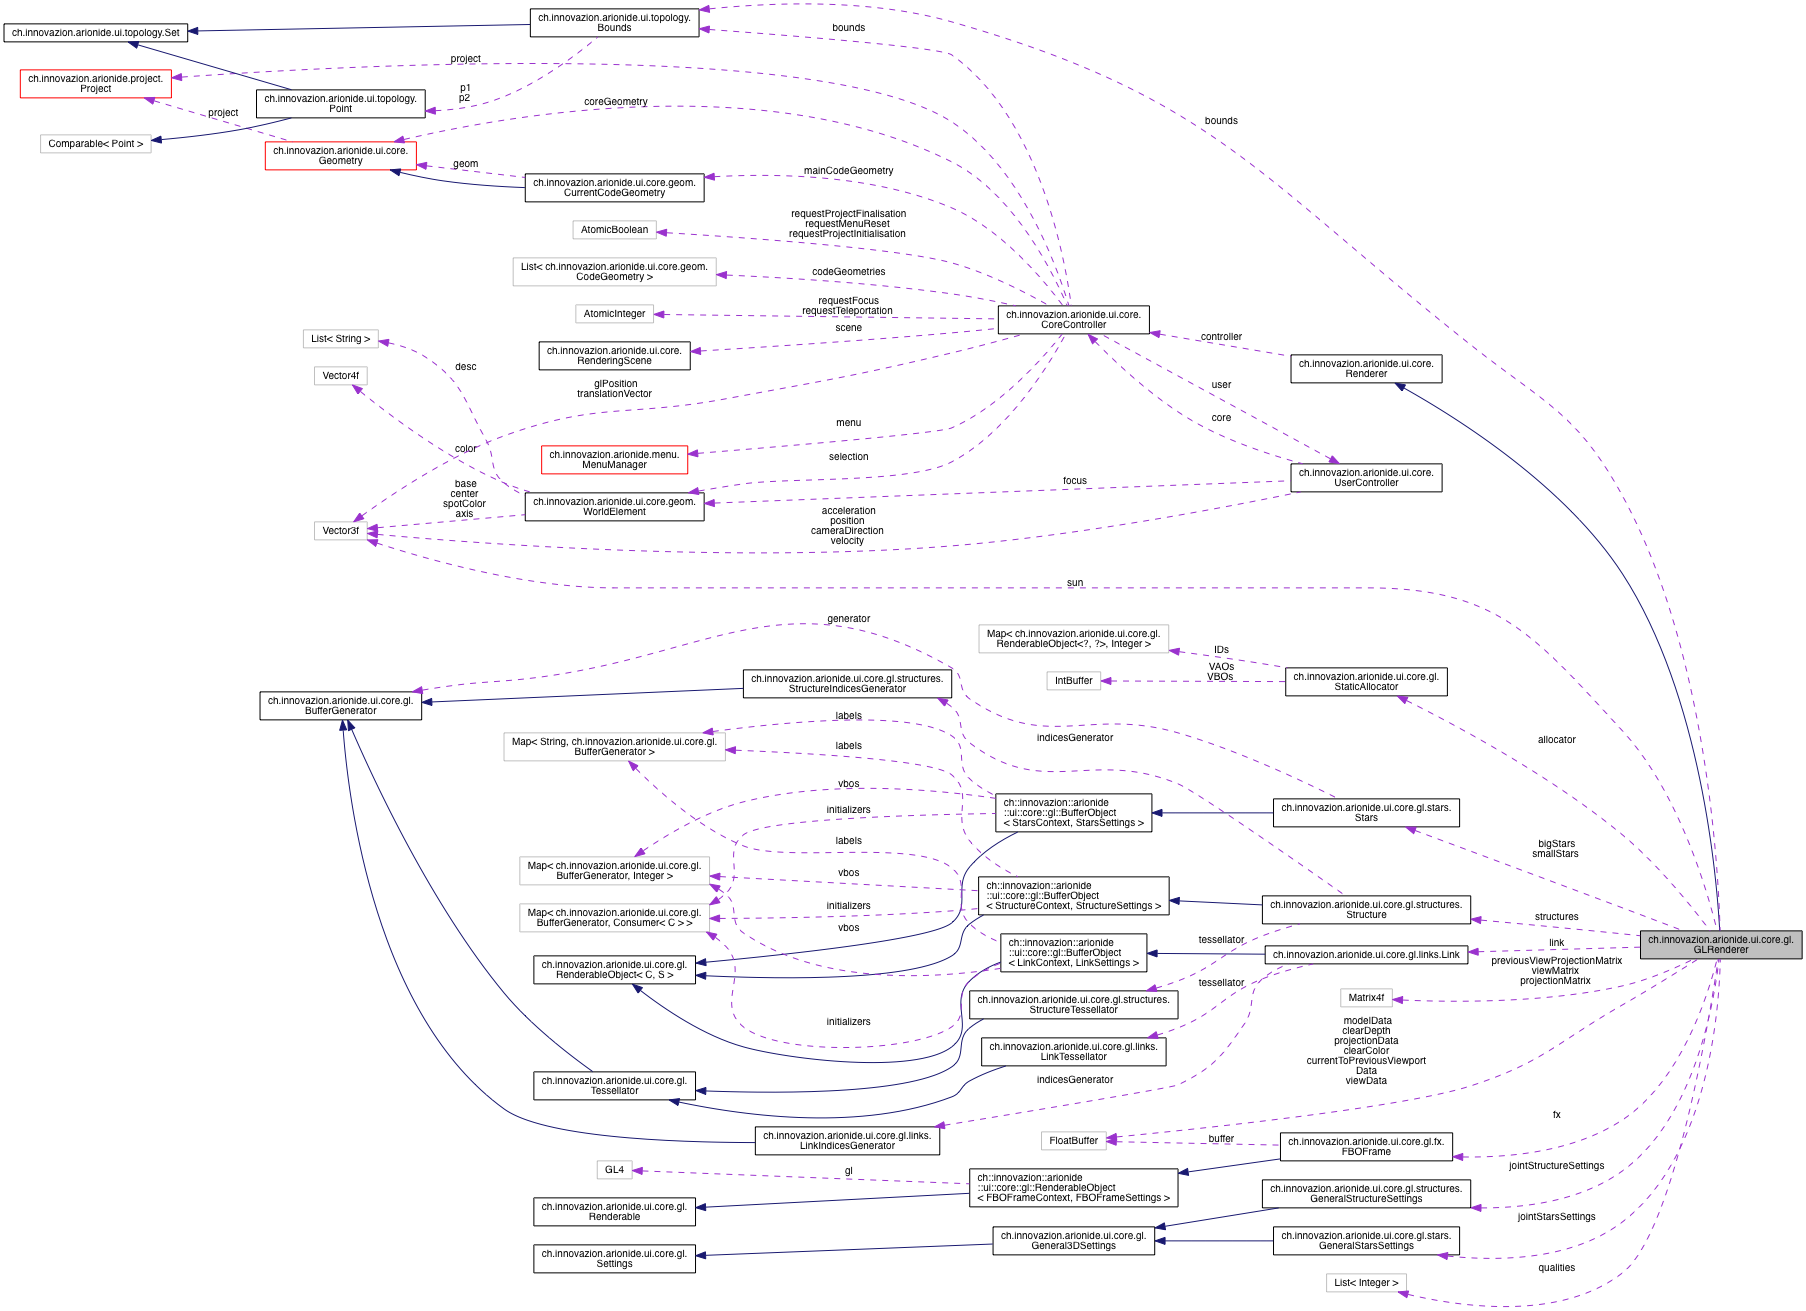 ch.innovazion.arionide.ui.topology.
Bounds
ch.innovazion.arionide.ui.topology.Set
bounds
project
ch.innovazion.arionide.project.
Project
p1
p2
ch.innovazion.arionide.ui.topology.
Point
coreGeometry
project
bounds
Comparable< Point >
ch.innovazion.arionide.ui.core.
Geometry
geom
mainCodeGeometry
ch.innovazion.arionide.ui.core.geom.
CurrentCodeGeometry
requestProjectFinalisation
requestMenuReset
requestProjectInitialisation
AtomicBoolean
List< ch.innovazion.arionide.ui.core.geom.
CodeGeometry >
codeGeometries
requestFocus
requestTeleportation
AtomicInteger
ch.innovazion.arionide.ui.core.
CoreController
scene
controller
List< String >
ch.innovazion.arionide.ui.core.
RenderingScene
desc
ch.innovazion.arionide.ui.core.
Renderer
Vector4f
glPosition
translationVector
user
core
menu
color
ch.innovazion.arionide.menu.
MenuManager
selection
ch.innovazion.arionide.ui.core.
UserController
focus
base
center
spotColor
axis
ch.innovazion.arionide.ui.core.geom.
WorldElement
acceleration
position
cameraDirection
velocity
Vector3f
sun
generator
Map< ch.innovazion.arionide.ui.core.gl.
RenderableObject<?, ?>, Integer >
IDs
VAOs
VBOs
IntBuffer
ch.innovazion.arionide.ui.core.gl.
StaticAllocator
ch.innovazion.arionide.ui.core.gl.structures.
StructureIndicesGenerator
ch.innovazion.arionide.ui.core.gl.
BufferGenerator
labels
indicesGenerator
allocator
Map< String, ch.innovazion.arionide.ui.core.gl.
BufferGenerator >
labels
vbos
initializers
ch::innovazion::arionide
::ui::core::gl::BufferObject
< StarsContext, StarsSettings >
ch.innovazion.arionide.ui.core.gl.stars.
Stars
labels
bigStars
smallStars
Map< ch.innovazion.arionide.ui.core.gl.
BufferGenerator, Integer >
vbos
ch::innovazion::arionide
::ui::core::gl::BufferObject
< StructureContext, StructureSettings >
initializers
ch.innovazion.arionide.ui.core.gl.structures.
Structure
structures
Map< ch.innovazion.arionide.ui.core.gl.
BufferGenerator, Consumer< C > >
vbos
tessellator
ch::innovazion::arionide
::ui::core::gl::BufferObject
< LinkContext, LinkSettings >
ch.innovazion.arionide.ui.core.gl.links.Link
link
ch.innovazion.arionide.ui.core.gl.
GLRenderer
previousViewProjectionMatrix
viewMatrix
projectionMatrix
ch.innovazion.arionide.ui.core.gl.
RenderableObject< C, S >
tessellator
Matrix4f
ch.innovazion.arionide.ui.core.gl.structures.
StructureTessellator
initializers
modelData
clearDepth
projectionData
clearColor
currentToPreviousViewport
Data
viewData
ch.innovazion.arionide.ui.core.gl.links.
LinkTessellator
indicesGenerator
ch.innovazion.arionide.ui.core.gl.
Tessellator
fx
ch.innovazion.arionide.ui.core.gl.links.
LinkIndicesGenerator
FloatBuffer
buffer
ch.innovazion.arionide.ui.core.gl.fx.
FBOFrame
jointStructureSettings
GL4
gl
ch::innovazion::arionide
::ui::core::gl::RenderableObject
< FBOFrameContext, FBOFrameSettings >
ch.innovazion.arionide.ui.core.gl.structures.
GeneralStructureSettings
ch.innovazion.arionide.ui.core.gl.
Renderable
jointStarsSettings
ch.innovazion.arionide.ui.core.gl.
General3DSettings
ch.innovazion.arionide.ui.core.gl.stars.
GeneralStarsSettings
ch.innovazion.arionide.ui.core.gl.
Settings
qualities
List< Integer >